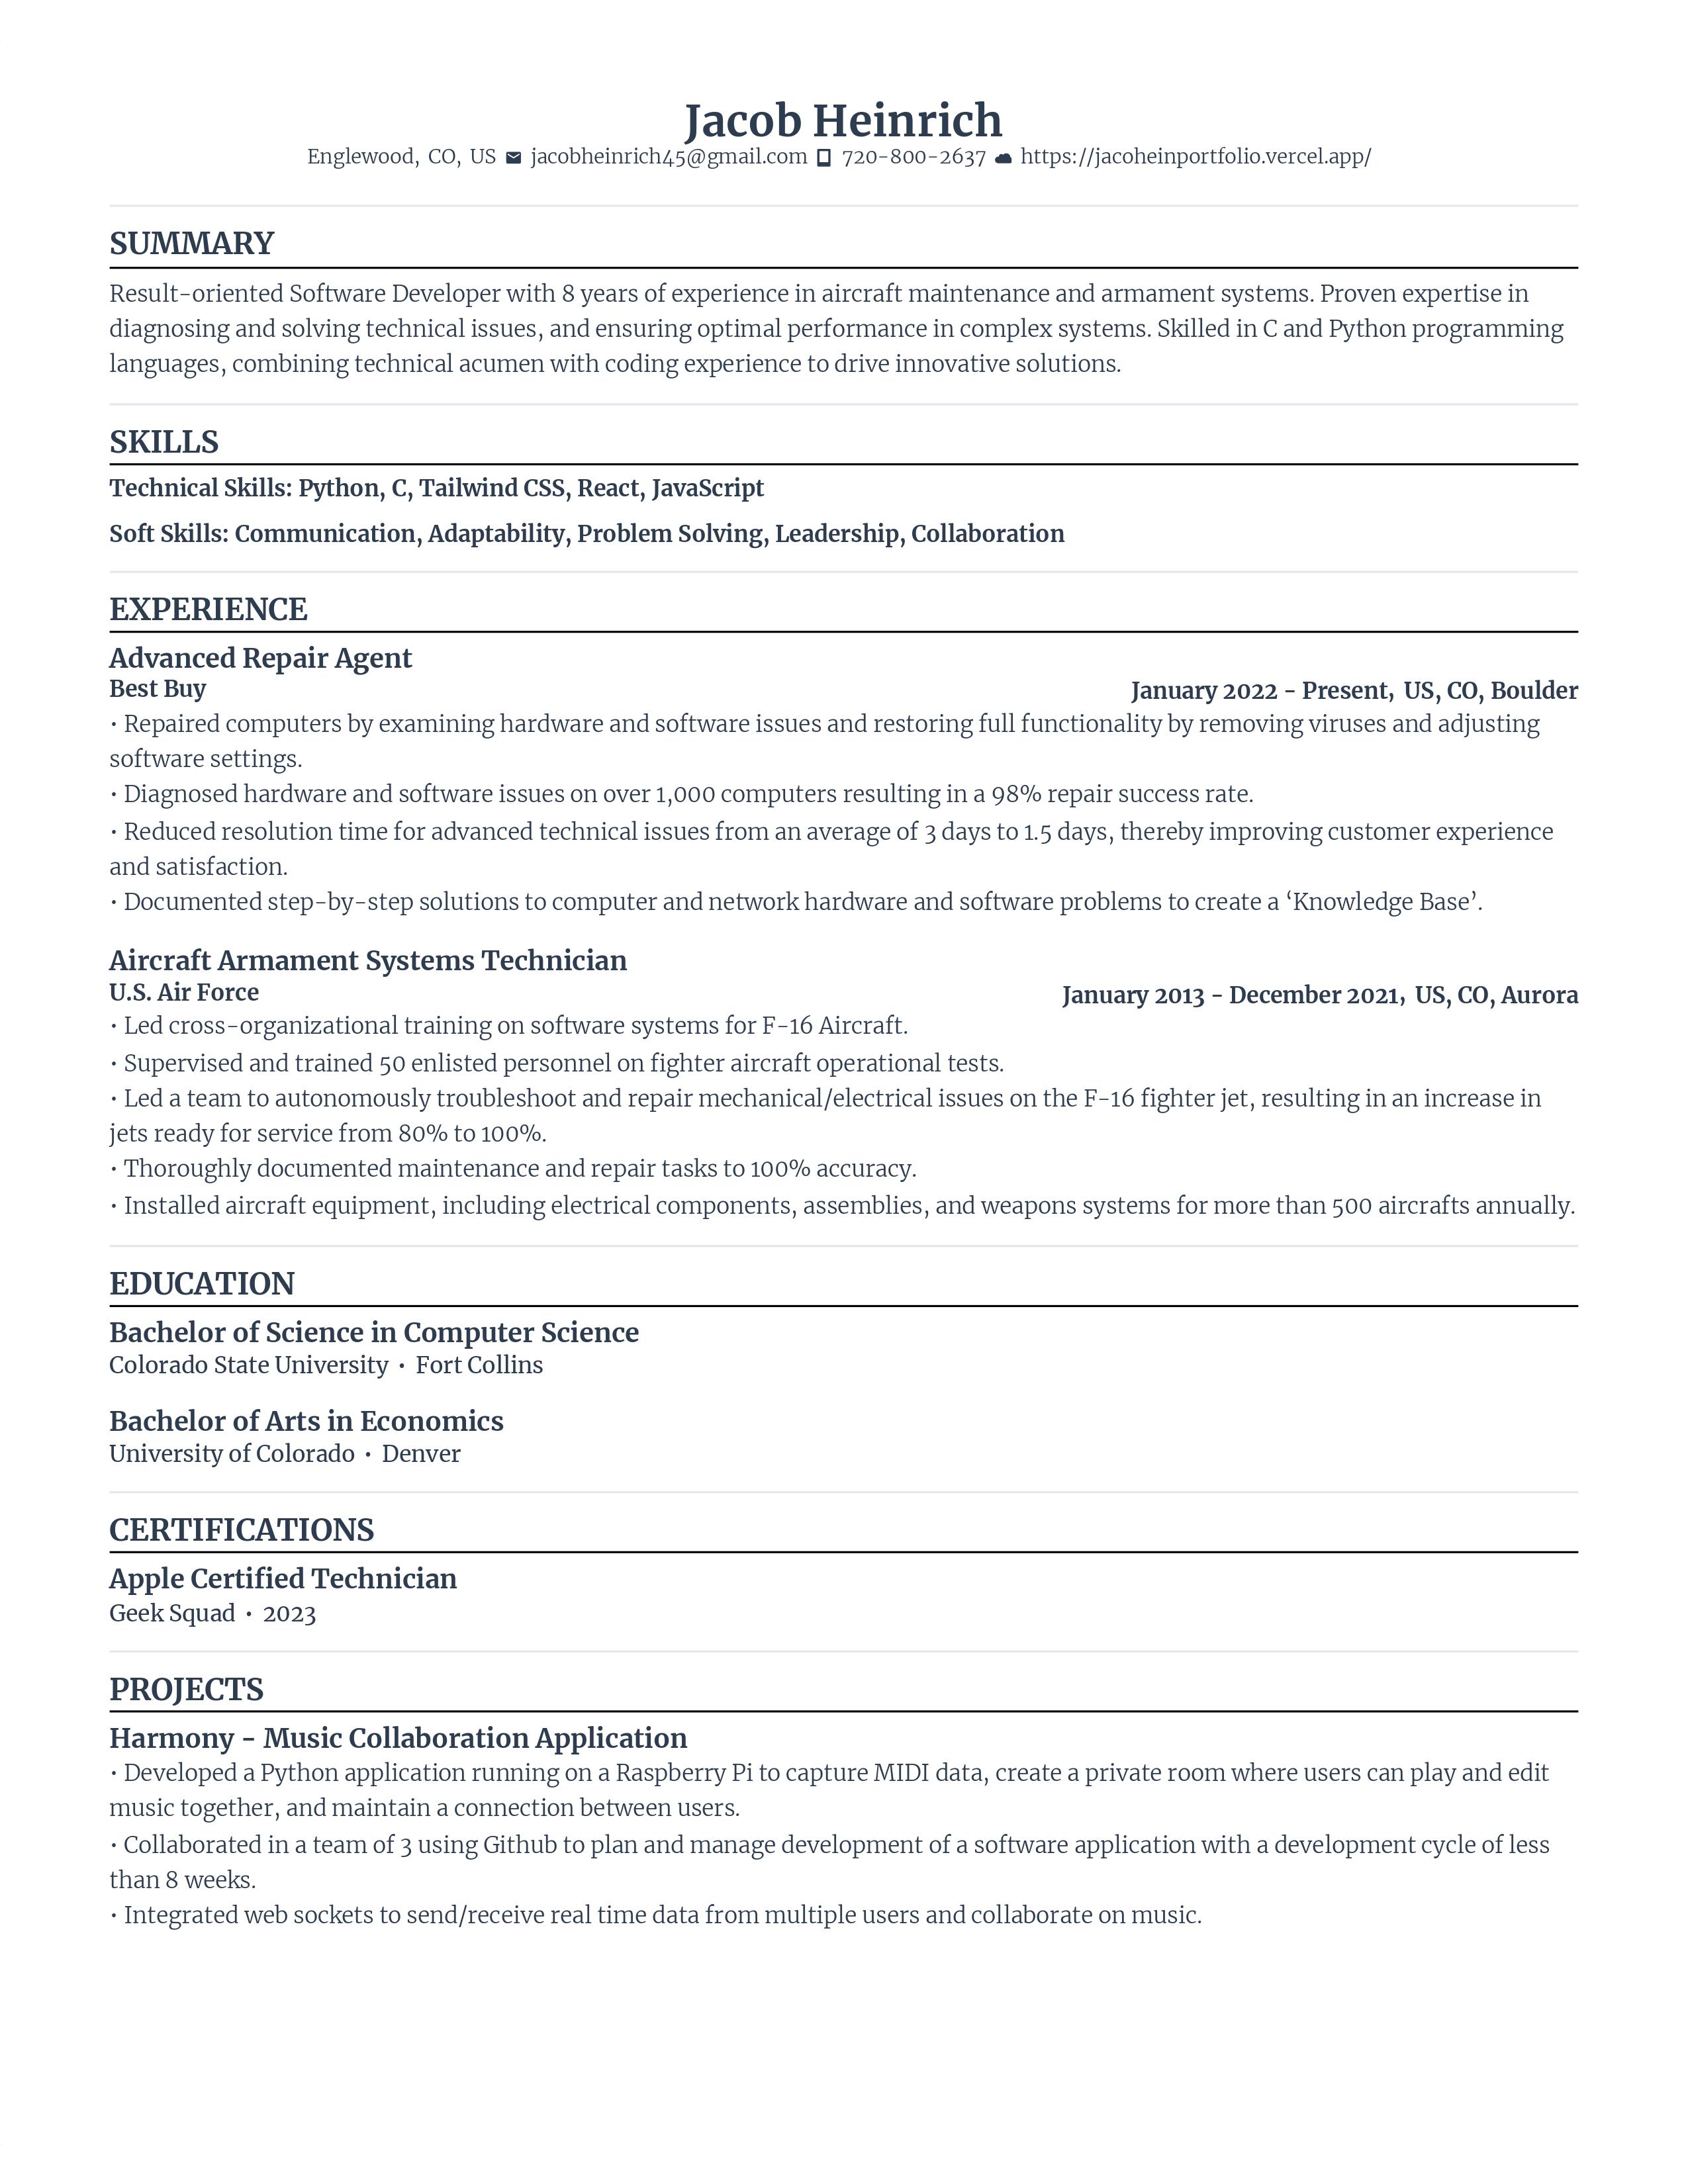 Jacob Heinrich
Englewood, CO, US jacobheinrich45@gmail.com 720-800-2637 https://jacoheinportfolio.vercel.app/
SUMMARY
Result-oriented Software Developer with 8 years of experience in aircraft maintenance and armament systems. Proven expertise in
diagnosing and solving technical issues, and ensuring optimal performance in complex systems. Skilled in C and Python programming
languages, combining technical acumen with coding experience to drive innovative solutions.
SKILLS
Technical Skills: Python, C, Tailwind CSS, React, JavaScript
Soft Skills: Communication, Adaptability, Problem Solving, Leadership, Collaboration
EXPERIENCE
Advanced Repair Agent
Best Buy January 2022 - Present, US, CO, Boulder
• Repaired computers by examining hardware and software issues and restoring full functionality by removing viruses and adjusting
software settings.
• Diagnosed hardware and software issues on over 1,000 computers resulting in a 98% repair success rate.
• Reduced resolution time for advanced technical issues from an average of 3 days to 1.5 days, thereby improving customer experience
and satisfaction.
• Documented step-by-step solutions to computer and network hardware and software problems to create a ‘Knowledge Base’.
Aircraft Armament Systems Technician
U.S. Air Force January 2013 - December 2021, US, CO, Aurora
• Led cross-organizational training on software systems for F-16 Aircraft.
• Supervised and trained 50 enlisted personnel on fighter aircraft operational tests.
• Led a team to autonomously troubleshoot and repair mechanical/electrical issues on the F-16 fighter jet, resulting in an increase in
jets ready for service from 80% to 100%.
• Thoroughly documented maintenance and repair tasks to 100% accuracy.
• Installed aircraft equipment, including electrical components, assemblies, and weapons systems for more than 500 aircrafts annually.
EDUCATION
Bachelor of Science in Computer Science
Colorado State University • Fort Collins
Bachelor of Arts in Economics
University of Colorado • Denver
CERTIFICATIONS
Apple Certified Technician
Geek Squad • 2023
PROJECTS
Harmony - Music Collaboration Application
• Developed a Python application running on a Raspberry Pi to capture MIDI data, create a private room where users can play and edit
music together, and maintain a connection between users.
• Collaborated in a team of 3 using Github to plan and manage development of a software application with a development cycle of less
than 8 weeks.
• Integrated web sockets to send/receive real time data from multiple users and collaborate on music.